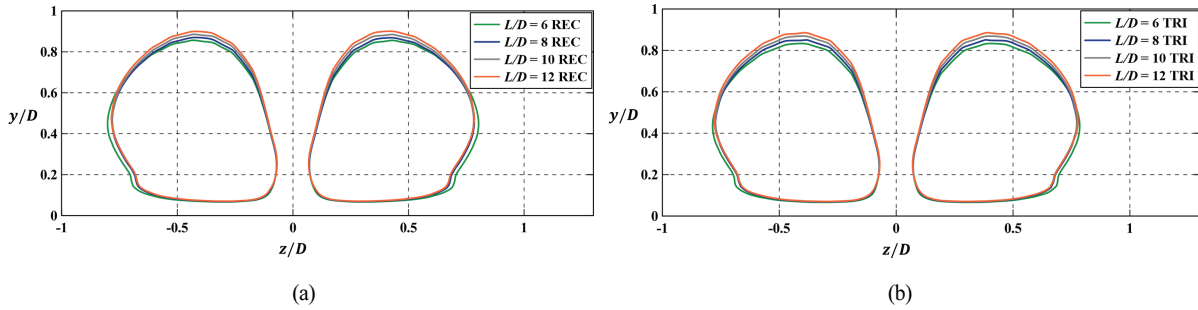 1
0.8
0.6
y/D
0.4
0.2
0
-1
-0.5
0
0.5
1
z/D
L/D = 6 REC
L/D = 8 REC
L/D = 10 REC
L/D = 12 REC
(a)
1
0.8
0.6
y/D
0.4
0.2
0
-1
-0.5
0
0.5
1
z/D
L/D = 6 TRI
L/D = 8 TRI
L/D = 10 TRI
L/D = 12 TRI
(b)